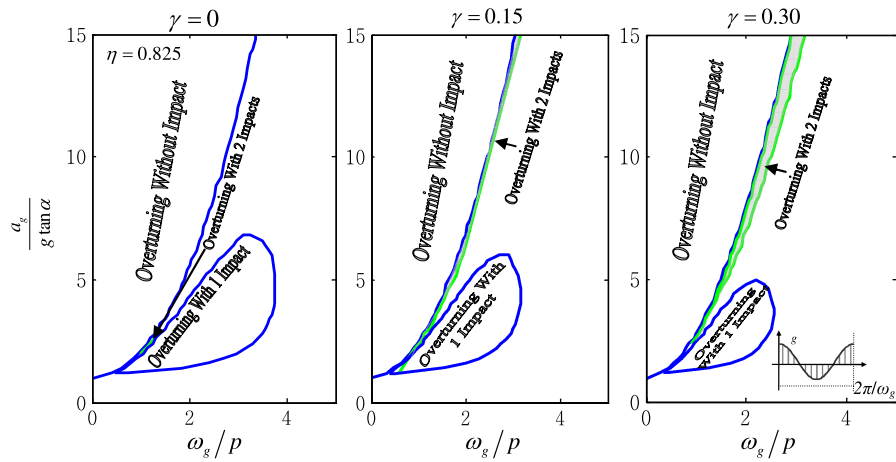 γ = 0
γ = 0.15
γ = 0.30
a_g
g tan α
15
10
5
0
η = 0.825
Overturning Without Impact
Overturning With 2 Impacts
Overturning With 1 Impact
0
2
4
ω_g / p
15
10
5
0
Overturning Without Impact
Overturning With 2 Impacts
Overturning With
1 Impact
0
2
4
ω_g / p
15
10
5
0
Overturning Without Impact
Overturning With 2 Impacts
Overturning
With 1 Impact
g
2π/ω_g
0
2
4
ω_g / p